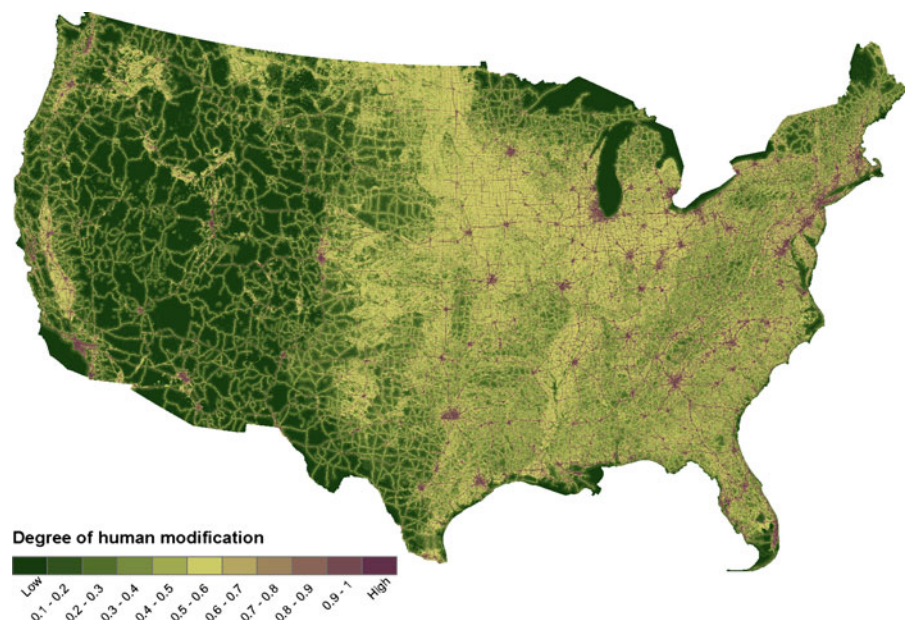 Degree of human modification
Low
0.1 - 0.2
0.2 - 0.3
0.3 - 0.4
0.4 - 0.5
0.5 - 0.6
0.6 - 0.7
0.7 - 0.8
0.8 - 0.9
0.9 - 1
High